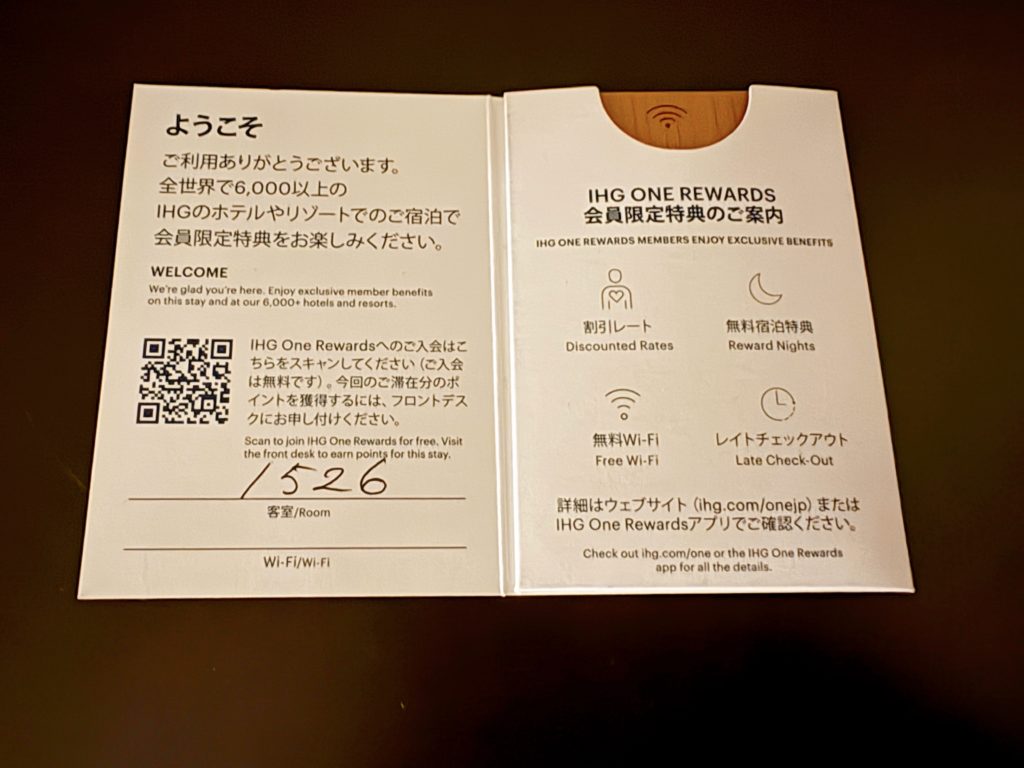 ようこそ
ご利用ありがとうございます。
全世界で6,000以上の
IHGのホテルやリゾートでのご宿泊で
会員限定特典をお楽しみください。
WELCOME
We're glad you're here. Enjoy exclusive member benefits
on this stay and at our 6,000+ hotels and resorts.
IHG One Rewardsへのご入会はこ
ちらをスキャンしてください（ご入会
は無料です）。今回のご滞在分のポ
イントを獲得するには、フロントデス
クにお申し付けください。
Scan to join IHG One Rewards for free. Visit
the front desk to earn points for this stay.
1526
客室/Room
Wi-Fi/Wi-Fi
IHG ONE REWARDS
会員限定特典のご案内
IHG ONE REWARDS MEMBERS ENJOY EXCLUSIVE BENEFITS
割引レート
Discounted Rates
無料宿泊特典
Reward Nights
無料Wi-Fi
Free Wi-Fi
レイトチェックアウト
Late Check-Out
詳細はウェブサイト（ihg.com/onejp）または
IHG One Rewardsアプリでご確認ください。
Check out ihg.com/one or the IHG One Rewards
app for all the details.